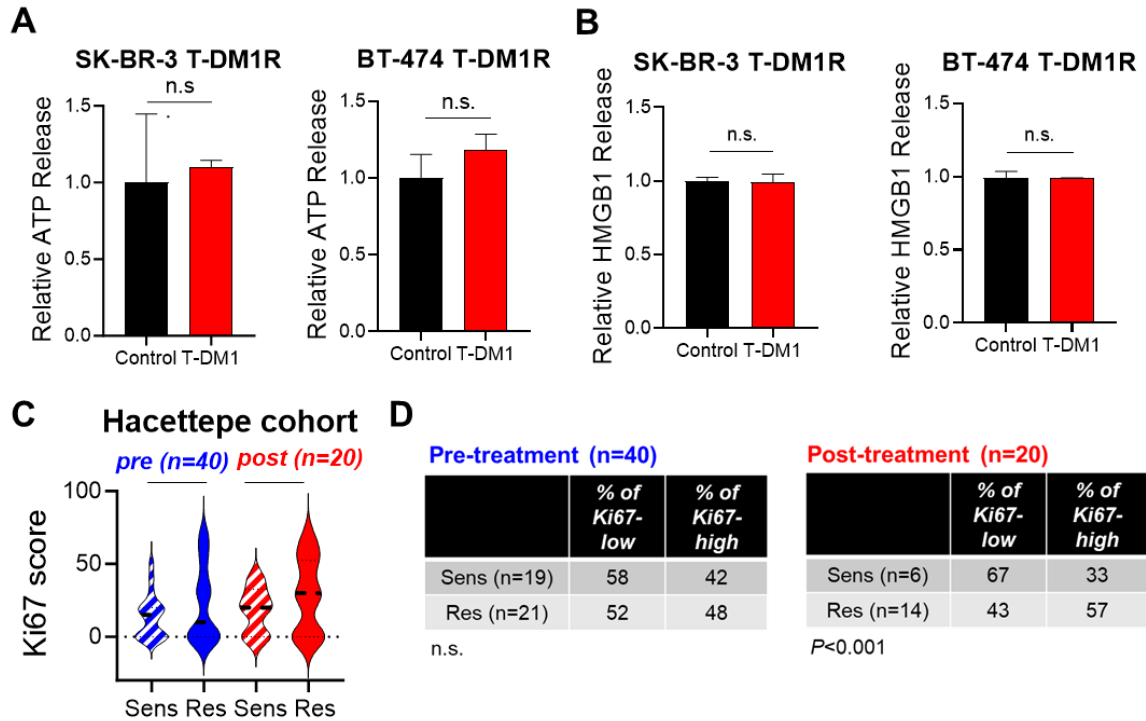 A
SK-BR-3 T-DM1R
n.s
Relative ATP Release
1.5
1.0
0.5
0.0
Control T-DM1
BT-474 T-DM1R
n.s.
Relative ATP Release
1.5
1.0
0.5
0.0
Control T-DM1
B
SK-BR-3 T-DM1R
n.s.
Relative HMGB1 Release
1.5
1.0
0.5
0.0
Control T-DM1
BT-474 T-DM1R
n.s.
Relative HMGB1 Release
1.5
1.0
0.5
0.0
Control T-DM1
C
Hacettepe cohort
pre (n=40) post (n=20)
Ki67 score
100
50
0
Sens Res Sens Res
D
Pre-treatment (n=40)
% of Ki67-low % of Ki67-high
Sens (n=19) 58 42
Res (n=21) 52 48
n.s.
Post-treatment (n=20)
% of Ki67-low % of Ki67-high
Sens (n=6) 67 33
Res (n=14) 43 57
P<0.001